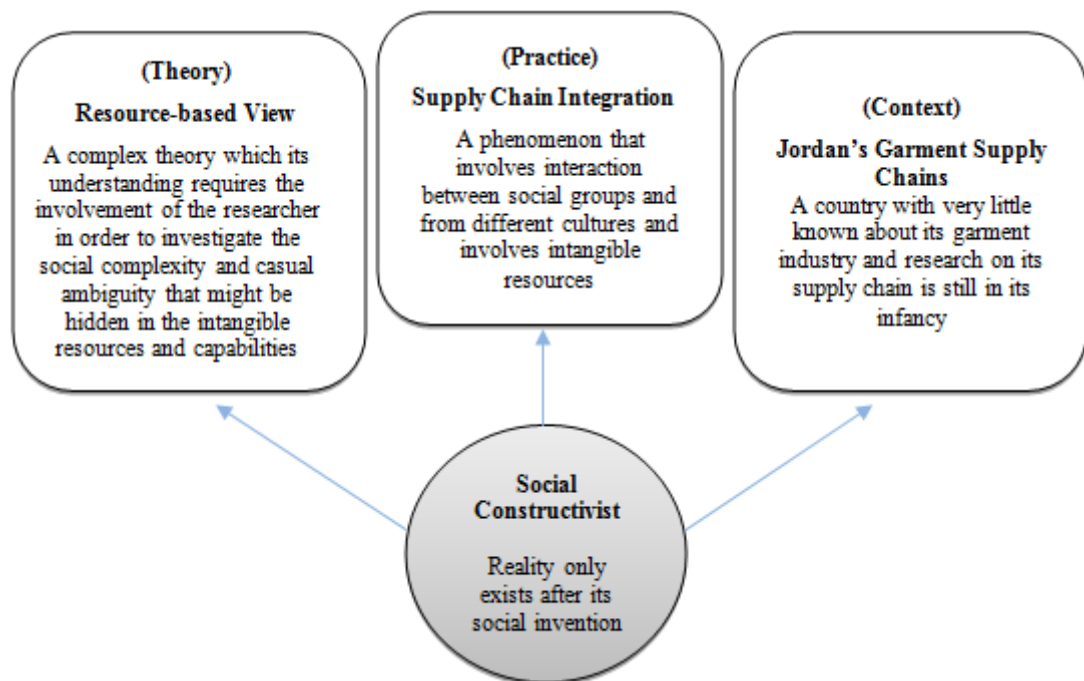 (Theory)
Resource-based View
A complex theory which its
understanding requires the
involvement of the researcher
in order to investigate the
social complexity and casual
ambiguity that might be
hidden in the intangible
resources and capabilities
(Practice)
Supply Chain Integration
A phenomenon that
involves interaction
between social groups and
from different cultures and
involves intangible
resources
(Context)
Jordan’s Garment Supply
Chains
A country with very little
known about its garment
industry and research on its
supply chain is still in its
infancy
Social
Constructivist
Reality only
exists after its
social invention